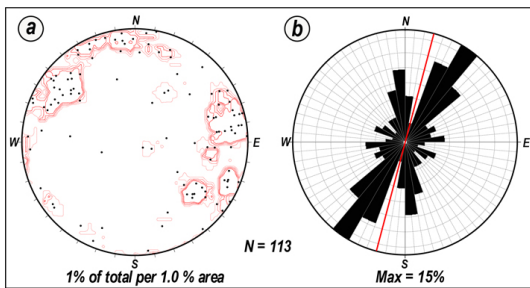 a
N
W
E
S
1% of total per 1.0 % area
N = 113
b
N
W
E
S
Max = 15%